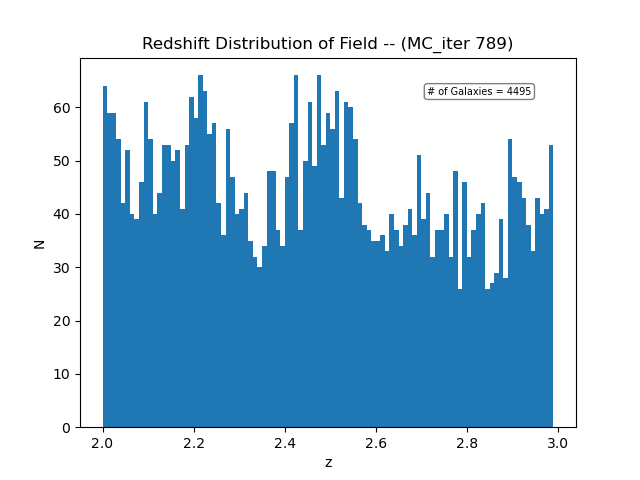 Redshift Distribution of Field -- (MC_iter 789)
# of Galaxies = 4495
60
50
40
30
20
10
0
N
2.0 2.2 2.4 2.6 2.8 3.0
z